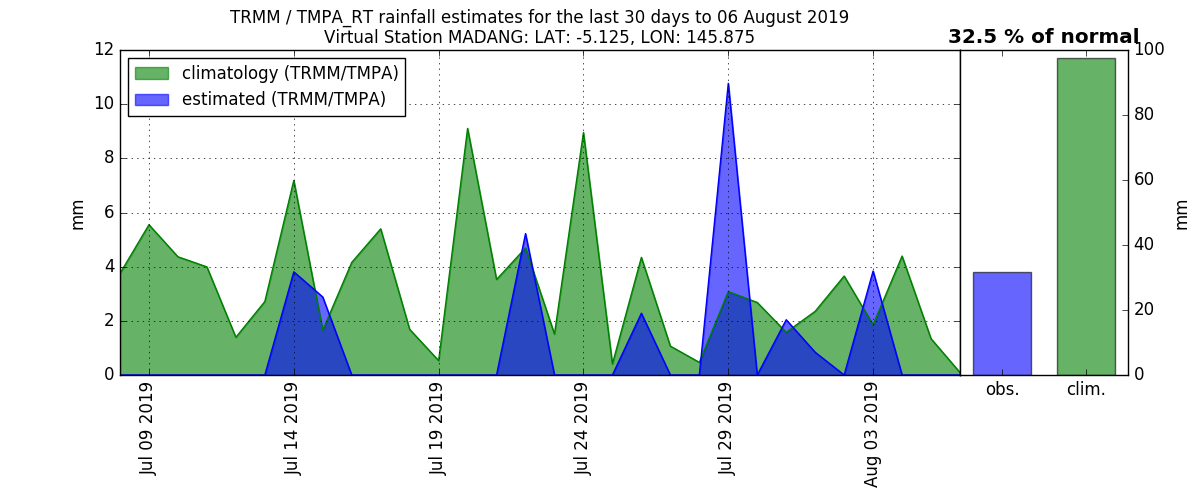 TRMM / TMPA_RT rainfall estimates for the last 30 days to 06 August 2019
Virtual Station MADANG: LAT: -5.125, LON: 145.875
32.5 % of normal
climatology (TRMM/TMPA)
estimated (TRMM/TMPA)
12
10
8
6
4
2
0
mm
Jul 09 2019
Jul 14 2019
Jul 19 2019
Jul 24 2019
Jul 29 2019
Aug 03 2019
obs.
clim.
100
80
60
40
20
0
mm